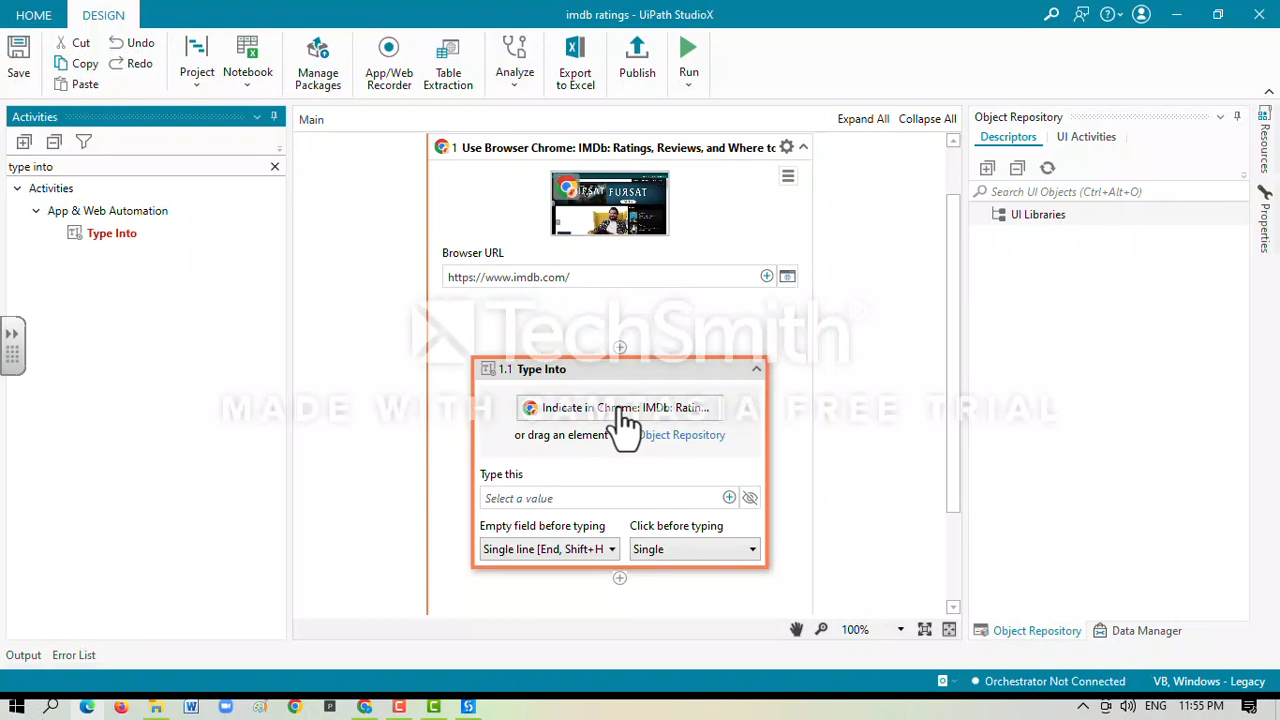 HOME
DESIGN
imdb ratings - UiPath StudioX
Save
Cut
Copy
Paste
Undo
Redo
Project
Notebook
Manage Packages
App/Web Recorder
Table Extraction
Analyze
Export to Excel
Publish
Run
Activities
type into
Activities
App & Web Automation
Type Into
Main
Expand All
Collapse All
1 Use Browser Chrome: IMDb: Ratings, Reviews, and Where to
FURSAT
Browser URL
https://www.imdb.com/
TechSmith
MADE WITH CAMTASIA FREE TRIAL
1.1 Type Into
Indicate in Chrome: IMDb: Ratin...
or drag an element
Object Repository
Type this
Select a value
Empty field before typing
Click before typing
Single line [End, Shift+H
Single
100%
Object Repository
Descriptors
UI Activities
Search UI Objects (Ctrl+Alt+O)
UI Libraries
Resources
Properties
Object Repository
Data Manager
Output
Error List
Orchestrator Not Connected
VB, Windows - Legacy
ENG
11:55 PM